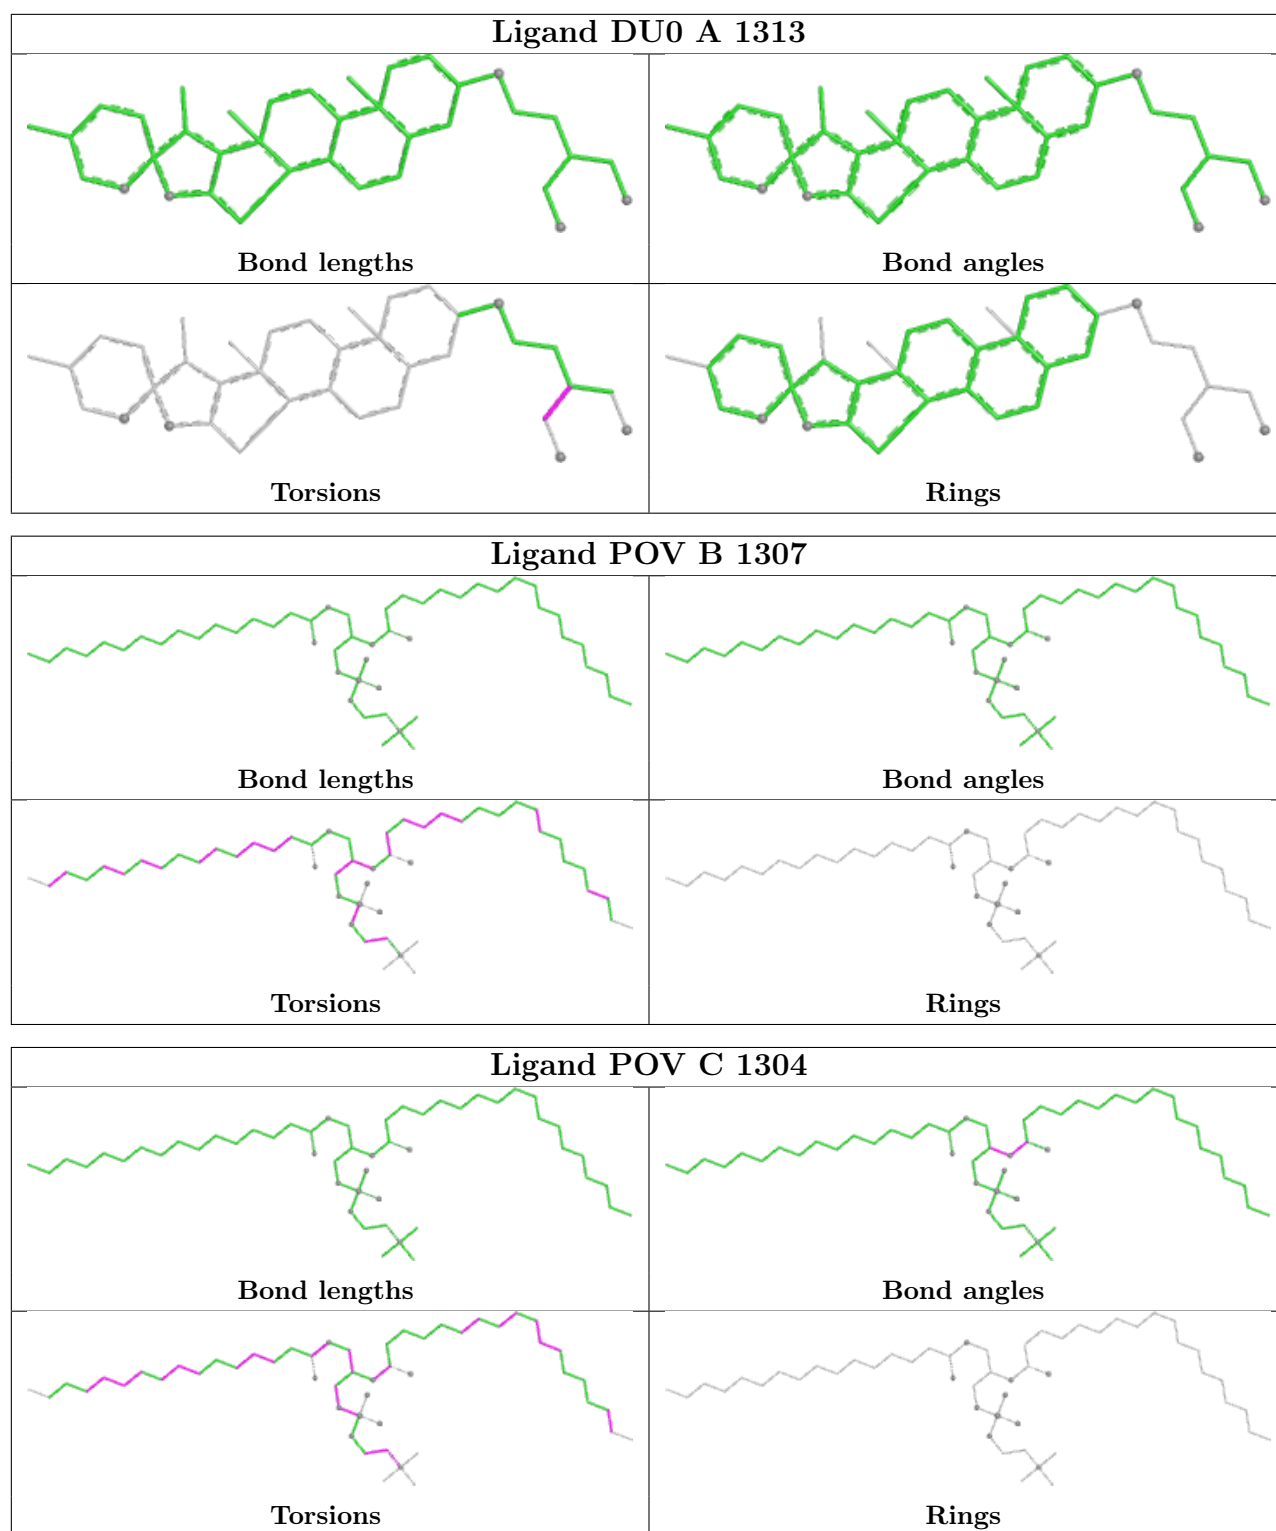 Ligand DU0 A 1313
Bond lengths
Bond angles
Torsions
Rings
Ligand POV B 1307
Bond lengths
Bond angles
Torsions
Rings
Ligand POV C 1304
Bond lengths
Bond angles
Torsions
Rings